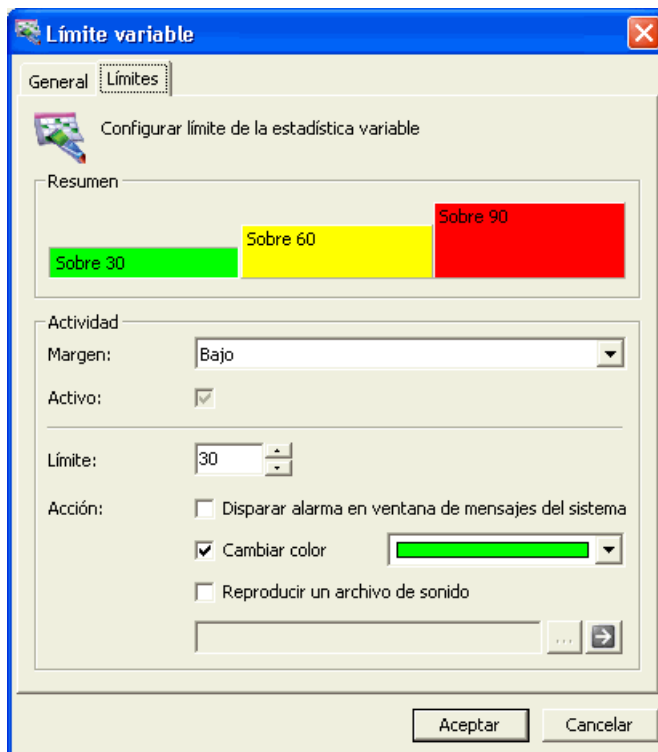 Límite variable
General
Límites
Configurar límite de la estadística variable
Resumen
Sobre 30
Sobre 60
Sobre 90
Actividad
Margen:
Bajo
Activo:
Límite:
30
Acción:
Disparar alarma en ventana de mensajes del sistema
Cambiar color
Reproducir un archivo de sonido
...
Aceptar
Cancelar